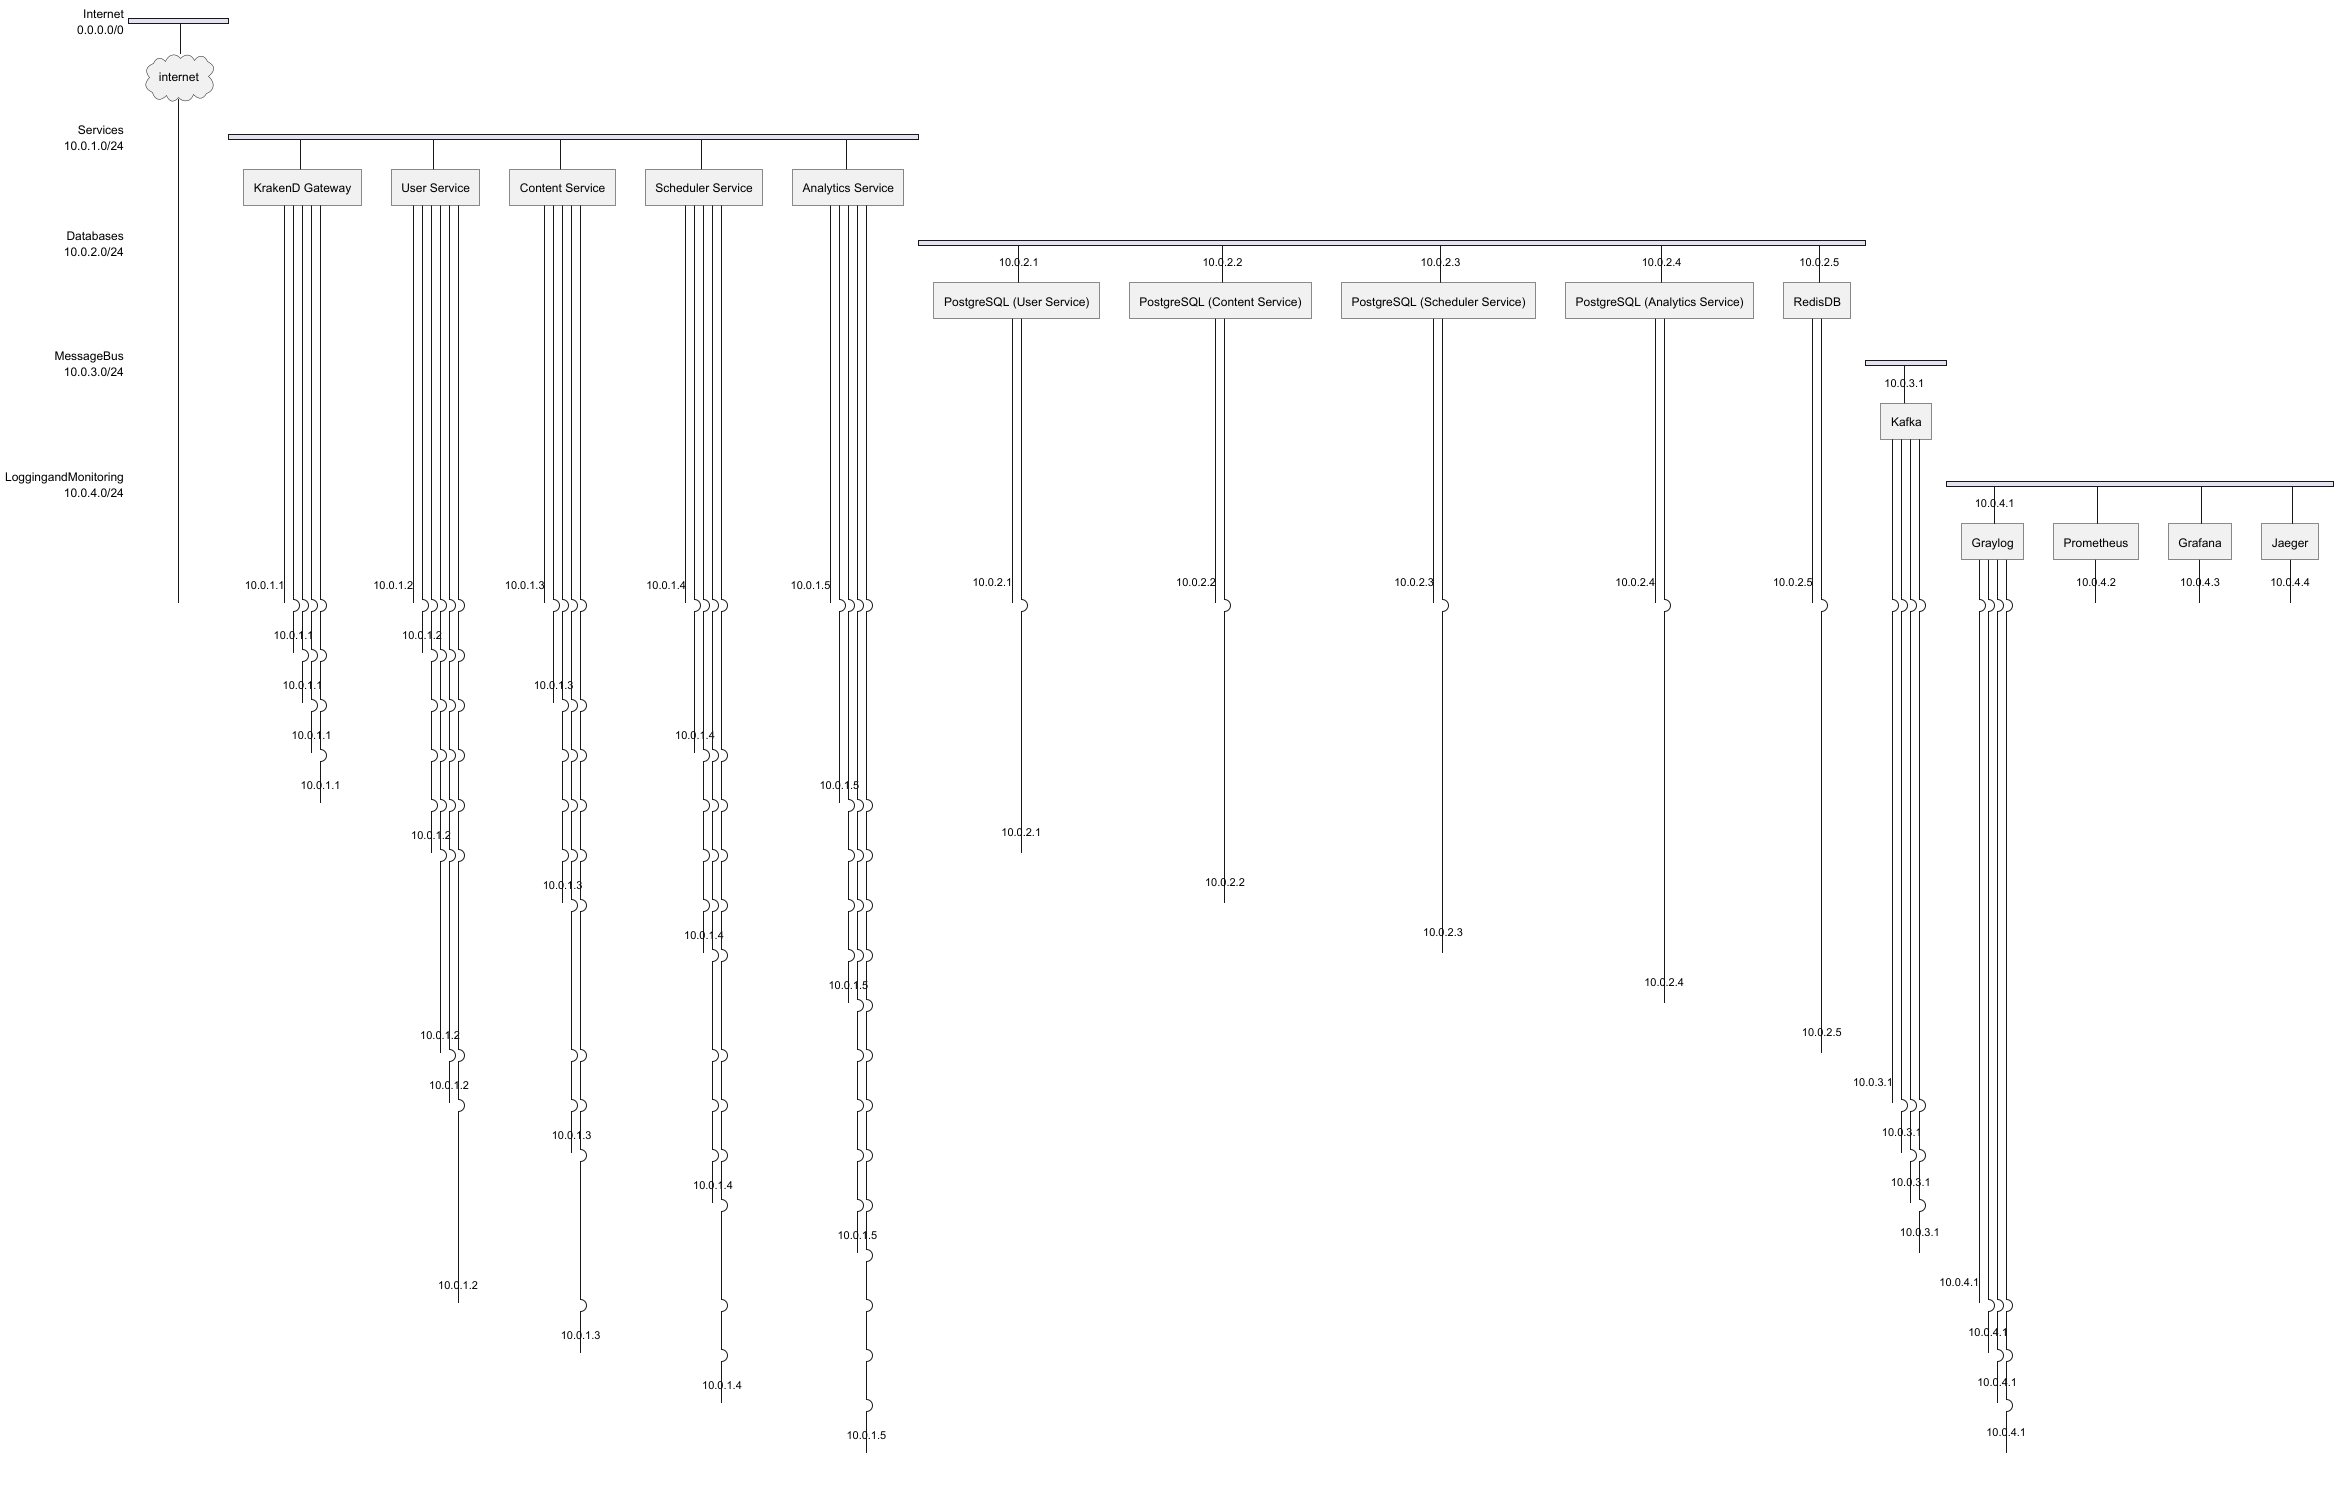 Internet
0.0.0.0/0
internet
Services
10.0.1.0/24
KrakenD Gateway
User Service
Content Service
Scheduler Service
Analytics Service
Databases
10.0.2.0/24
10.0.2.1
10.0.2.2
10.0.2.3
10.0.2.4
10.0.2.5
PostgreSQL (User Service)
PostgreSQL (Content Service)
PostgreSQL (Scheduler Service)
PostgreSQL (Analytics Service)
RedisDB
MessageBus
10.0.3.0/24
10.0.3.1
Kafka
LoggingandMonitoring
10.0.4.0/24
10.0.4.1
Graylog
Prometheus
Grafana
Jaeger
10.0.1.1
10.0.1.2
10.0.1.3
10.0.1.4
10.0.1.5
10.0.2.1
10.0.2.2
10.0.2.3
10.0.2.4
10.0.2.5
10.0.4.2
10.0.4.3
10.0.4.4
10.0.1.1
10.0.1.2
10.0.1.1
10.0.1.3
10.0.1.1
10.0.1.4
10.0.1.1
10.0.1.5
10.0.1.2
10.0.2.1
10.0.1.3
10.0.2.2
10.0.1.4
10.0.2.3
10.0.1.5
10.0.2.4
10.0.1.2
10.0.2.5
10.0.1.2
10.0.3.1
10.0.1.3
10.0.3.1
10.0.1.4
10.0.3.1
10.0.1.5
10.0.3.1
10.0.1.2
10.0.4.1
10.0.1.3
10.0.4.1
10.0.1.4
10.0.4.1
10.0.1.5
10.0.4.1